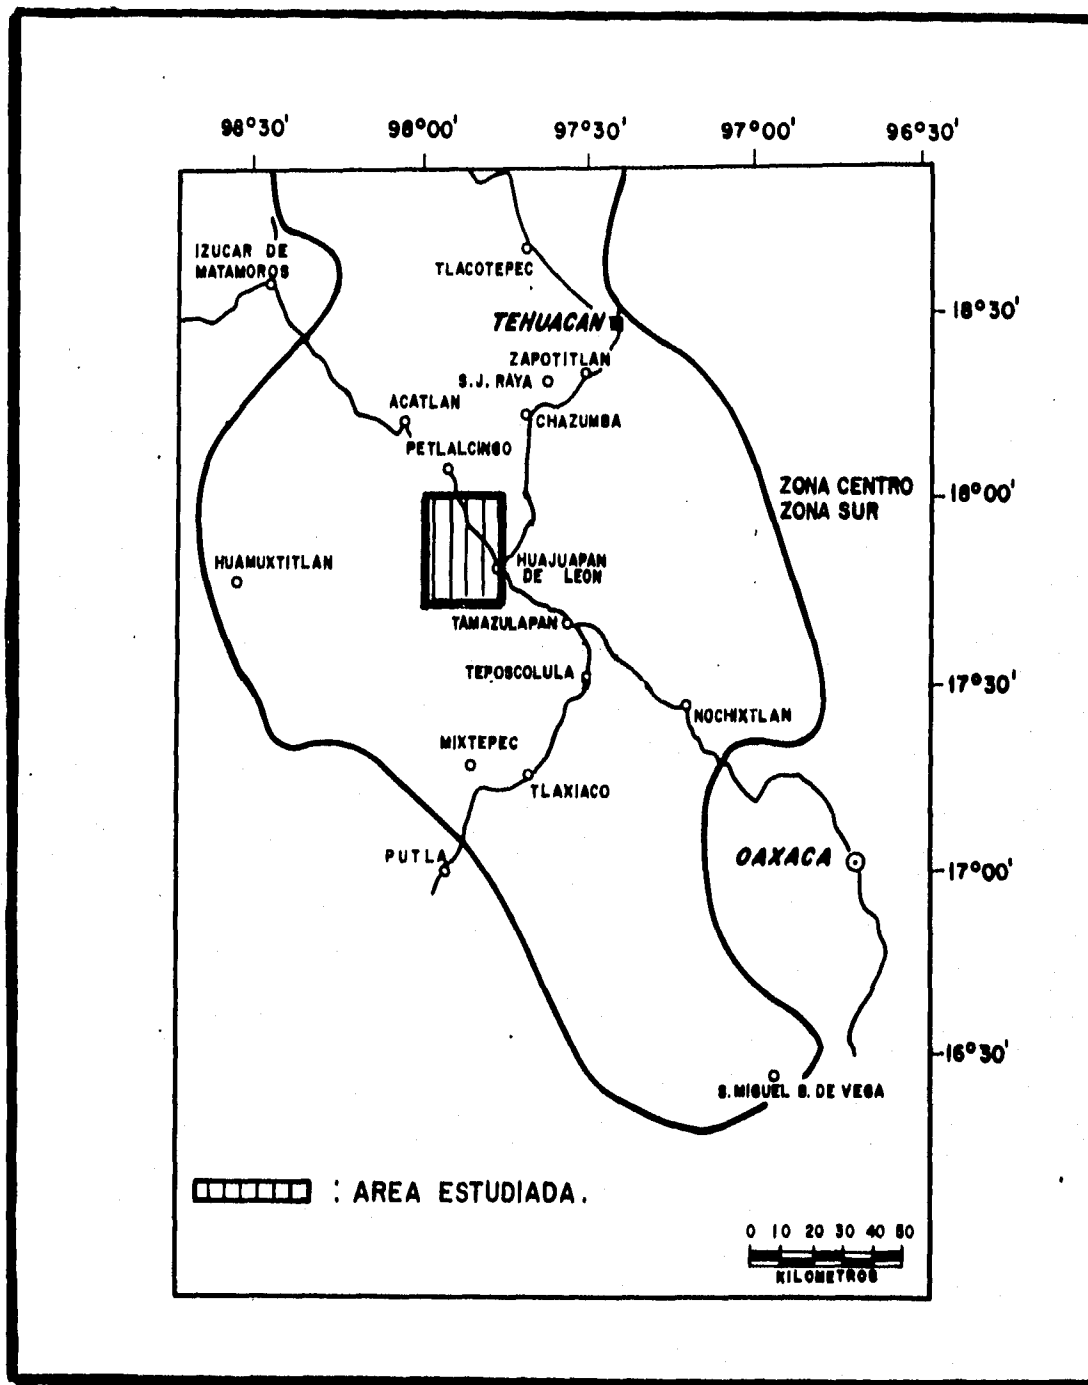 98°30'
98°00'
97°30'
97°00'
96°30'
IZUCAR DE
MATAMOROS
TLACOTEPEC
TEHUACAN
18°30'
ZAPOTITLAN
S.J. RAYA
ACATLAN
CHAZUMBA
PETLALCINGO
ZONA CENTRO
ZONA SUR
18°00'
HUAMUXTITLAN
HUAJUAPAN
DE LEON
TAMAZULAPAN
TEPOSCOLULA
17°30'
NOCHIXTLAN
MIXTEPEC
TLAXIACO
PUTLA
OAXACA
17°00'
16°30'
S. MIGUEL S. DE VEGA
: AREA ESTUDIADA.
0 10 20 30 40 50
KILOMETROS